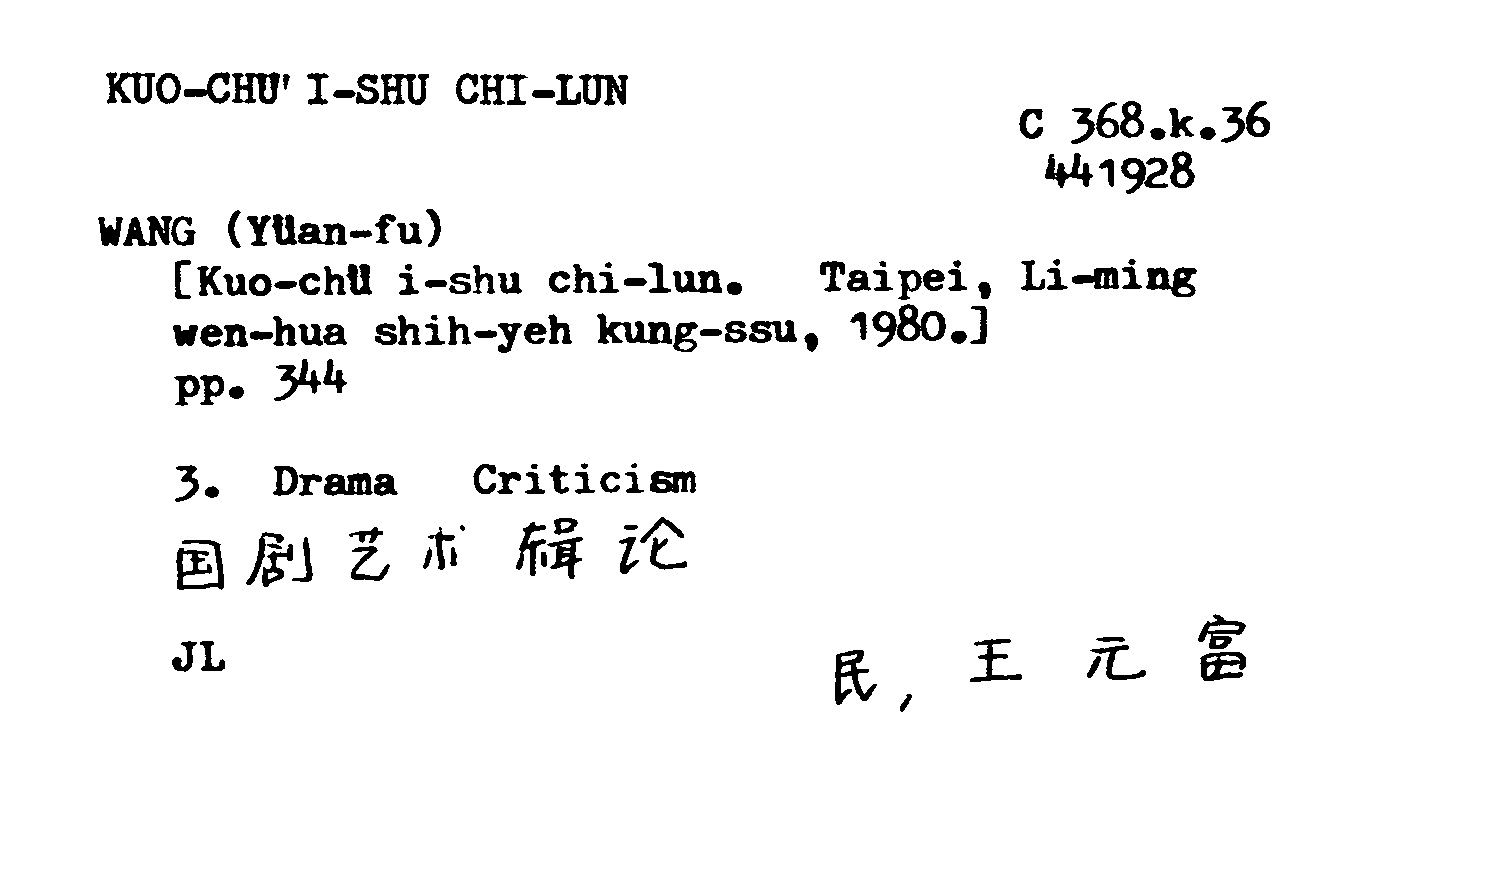 KUO-CHÜ I-SHU CHI-LUN
C 368.k.36
441928
WANG (Yüan-fu)
[Kuo-chü i-shu chi-lun. Taipei, Li-ming
wen-hua shih-yeh kung-ssu, 1980.]
pp. 344
3. Drama Criticism
国剧艺术辑论
JL
民, 王元富